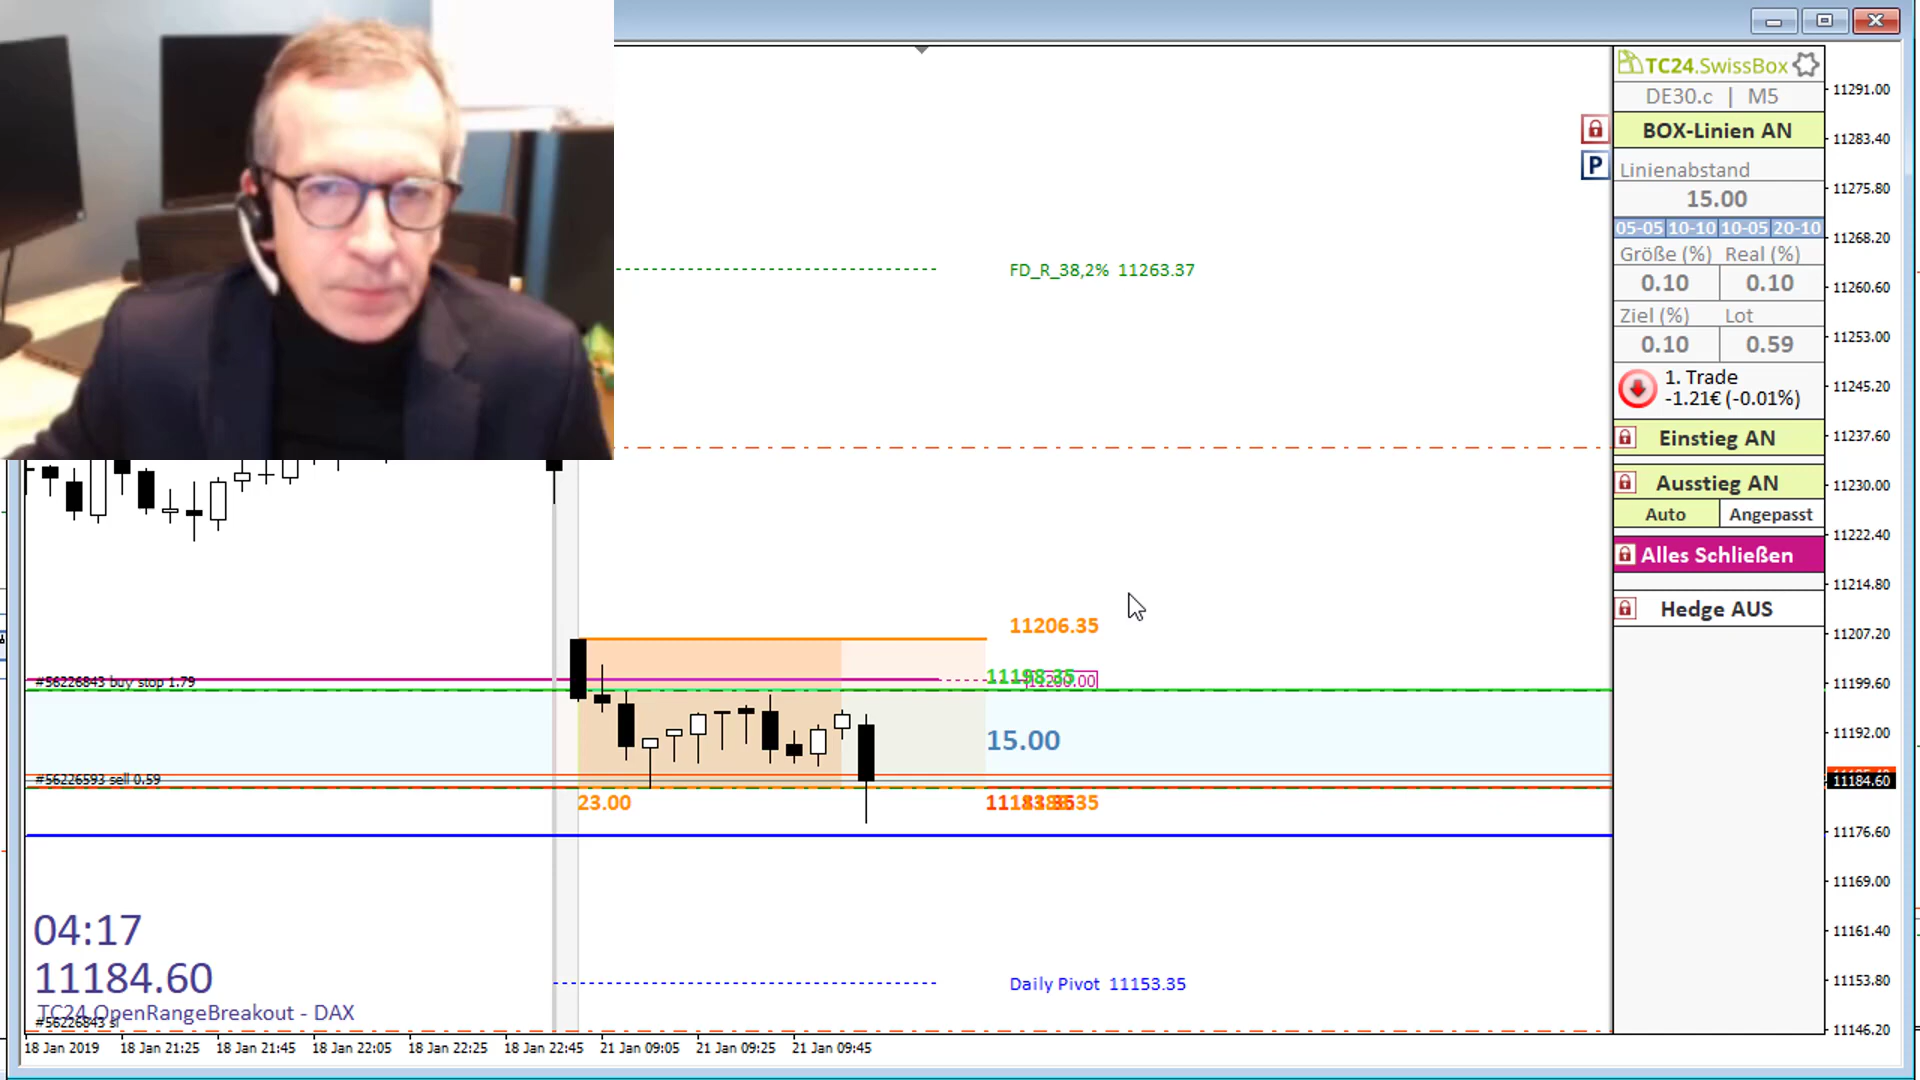 TC24.SwissBox
DE30.c | M5
BOX-Linien AN
Linienabstand
15.00
05-05 10-10 10-05 20-10
Größe (%) Real (%)
0.10 0.10
Ziel (%) Lot
0.10 0.59
1. Trade
-1.21€ (-0.01%)
Einstieg AN
Ausstieg AN
Auto Angepasst
Alles Schließen
Hedge AUS
P
11291.00
11283.40
11275.80
11268.20
11260.60
11253.00
11245.20
11237.60
11230.00
11222.40
11214.80
11207.20
11199.60
11192.00
11184.60
11176.60
11169.00
11161.40
11153.80
11146.20
FD_R_38,2% 11263.37
11206.35
#56226843 buy stop 1.79
15.00
#56226593 sell 0.59
23.00
Daily Pivot 11153.35
04:17
11184.60
TC24.OpenRangeBreakout - DAX
#56226843 sl
18 Jan 2019 18 Jan 21:25 18 Jan 21:45 18 Jan 22:05 18 Jan 22:25 18 Jan 22:45 21 Jan 09:05 21 Jan 09:25 21 Jan 09:45